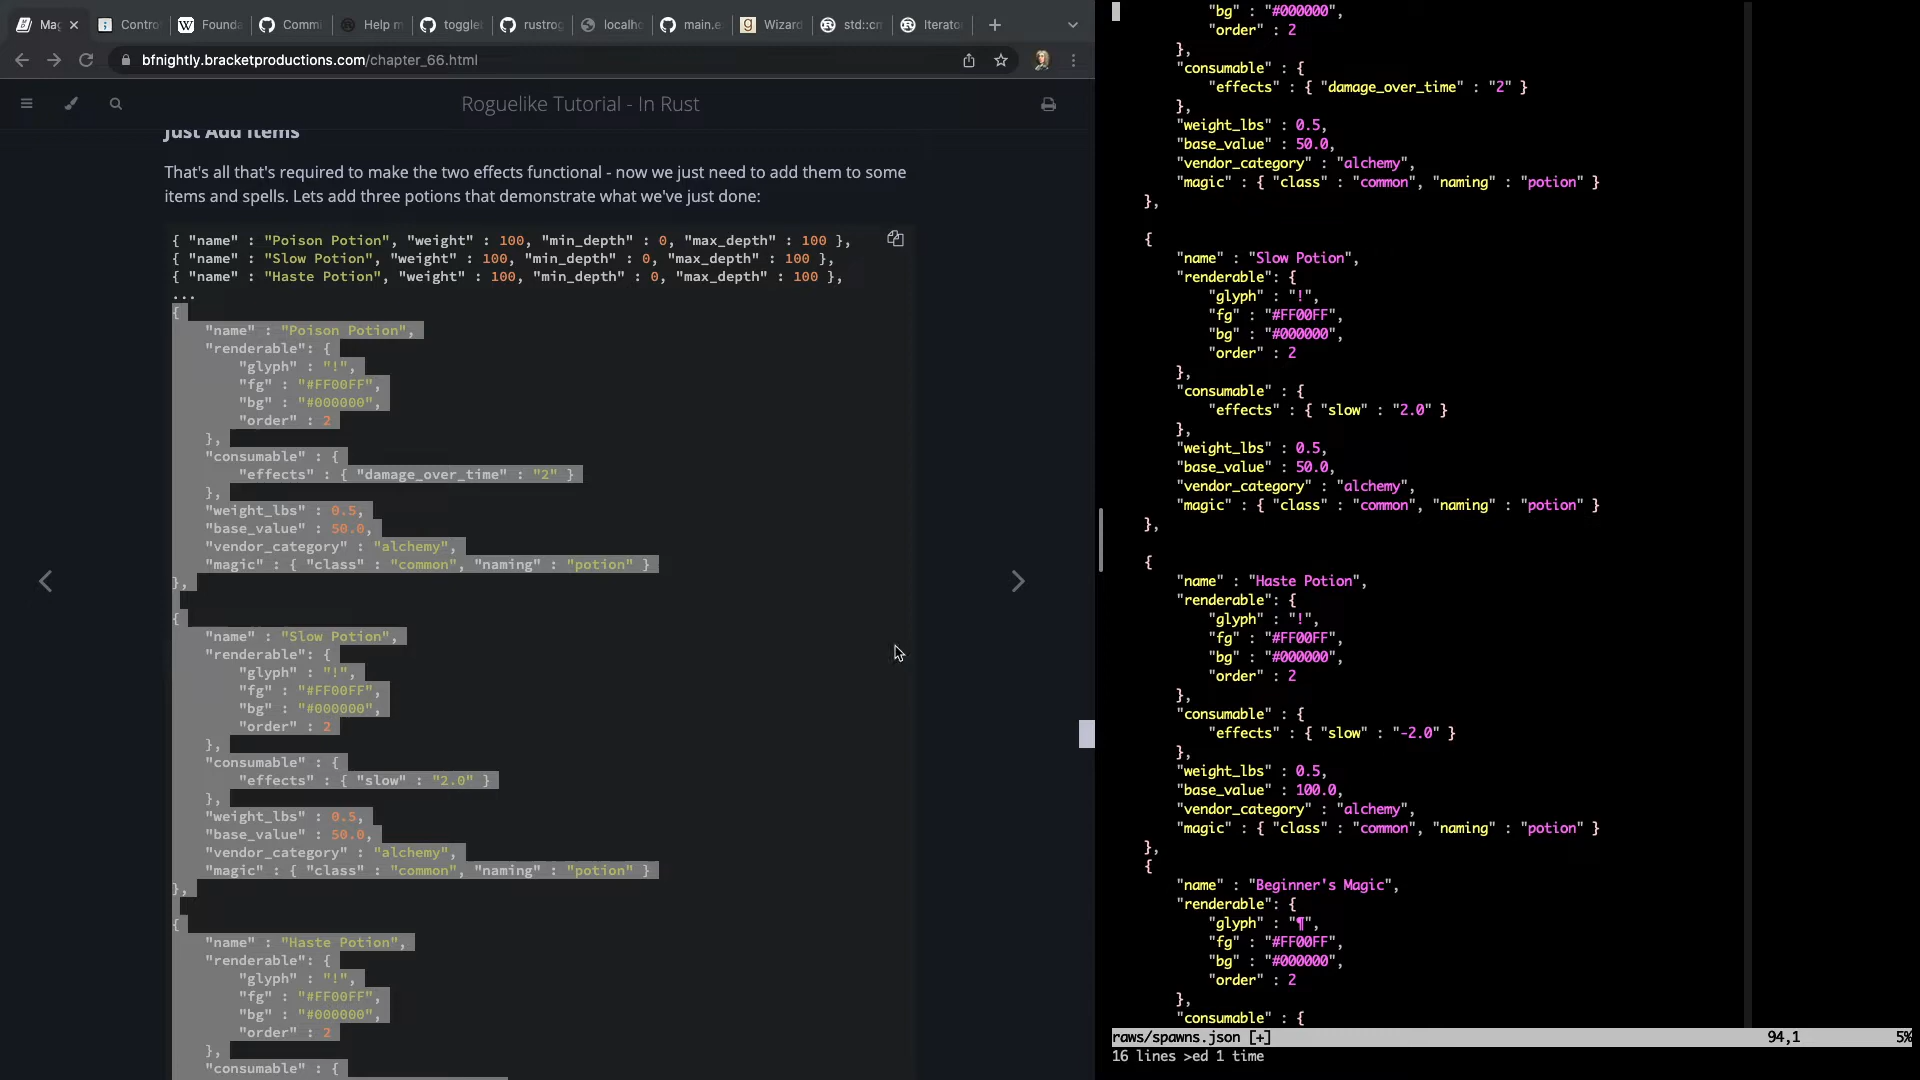 Mag
Contro
Founda
Commi
Help m
toggle
rustrog
localho
main.e
Wizard
std::cm
Iterato
bfnightly.bracketproductions.com/chapter_66.html
Roguelike Tutorial - In Rust
Just Add Items
That's all that's required to make the two effects functional - now we just need to add them to some
items and spells. Lets add three potions that demonstrate what we've just done:
{ "name" : "Poison Potion", "weight" : 100, "min_depth" : 0, "max_depth" : 100 },
{ "name" : "Slow Potion", "weight" : 100, "min_depth" : 0, "max_depth" : 100 },
{ "name" : "Haste Potion", "weight" : 100, "min_depth" : 0, "max_depth" : 100 },
...
{
"name" : "Poison Potion",
"renderable": {
"glyph" : "!",
"fg" : "#FF00FF",
"bg" : "#000000",
"order" : 2
},
"consumable" : {
"effects" : { "damage_over_time" : "2" }
},
"weight_lbs" : 0.5,
"base_value" : 50.0,
"vendor_category" : "alchemy",
"magic" : { "class" : "common", "naming" : "potion" }
},
{
"name" : "Slow Potion",
"renderable": {
"glyph" : "!",
"fg" : "#FF00FF",
"bg" : "#000000",
"order" : 2
},
"consumable" : {
"effects" : { "slow" : "2.0" }
},
"weight_lbs" : 0.5,
"base_value" : 50.0,
"vendor_category" : "alchemy",
"magic" : { "class" : "common", "naming" : "potion" }
},
{
"name" : "Haste Potion",
"renderable": {
"glyph" : "!",
"fg" : "#FF00FF",
"bg" : "#000000",
"order" : 2
},
"consumable" : {
"bg" : "#000000",
"order" : 2
},
"consumable" : {
"effects" : { "damage_over_time" : "2" }
},
"weight_lbs" : 0.5,
"base_value" : 50.0,
"vendor_category" : "alchemy",
"magic" : { "class" : "common", "naming" : "potion" }
},
{
"name" : "Slow Potion",
"renderable": {
"glyph" : "!",
"fg" : "#FF00FF",
"bg" : "#000000",
"order" : 2
},
"consumable" : {
"effects" : { "slow" : "2.0" }
},
"weight_lbs" : 0.5,
"base_value" : 50.0,
"vendor_category" : "alchemy",
"magic" : { "class" : "common", "naming" : "potion" }
},
{
"name" : "Haste Potion",
"renderable": {
"glyph" : "!",
"fg" : "#FF00FF",
"bg" : "#000000",
"order" : 2
},
"consumable" : {
"effects" : { "slow" : "-2.0" }
},
"weight_lbs" : 0.5,
"base_value" : 100.0,
"vendor_category" : "alchemy",
"magic" : { "class" : "common", "naming" : "potion" }
},
{
"name" : "Beginner's Magic",
"renderable": {
"glyph" : "¶",
"fg" : "#FF00FF",
"bg" : "#000000",
"order" : 2
},
"consumable" : {
raws/spawns.json [+] 94,1 5%
16 lines >ed 1 time